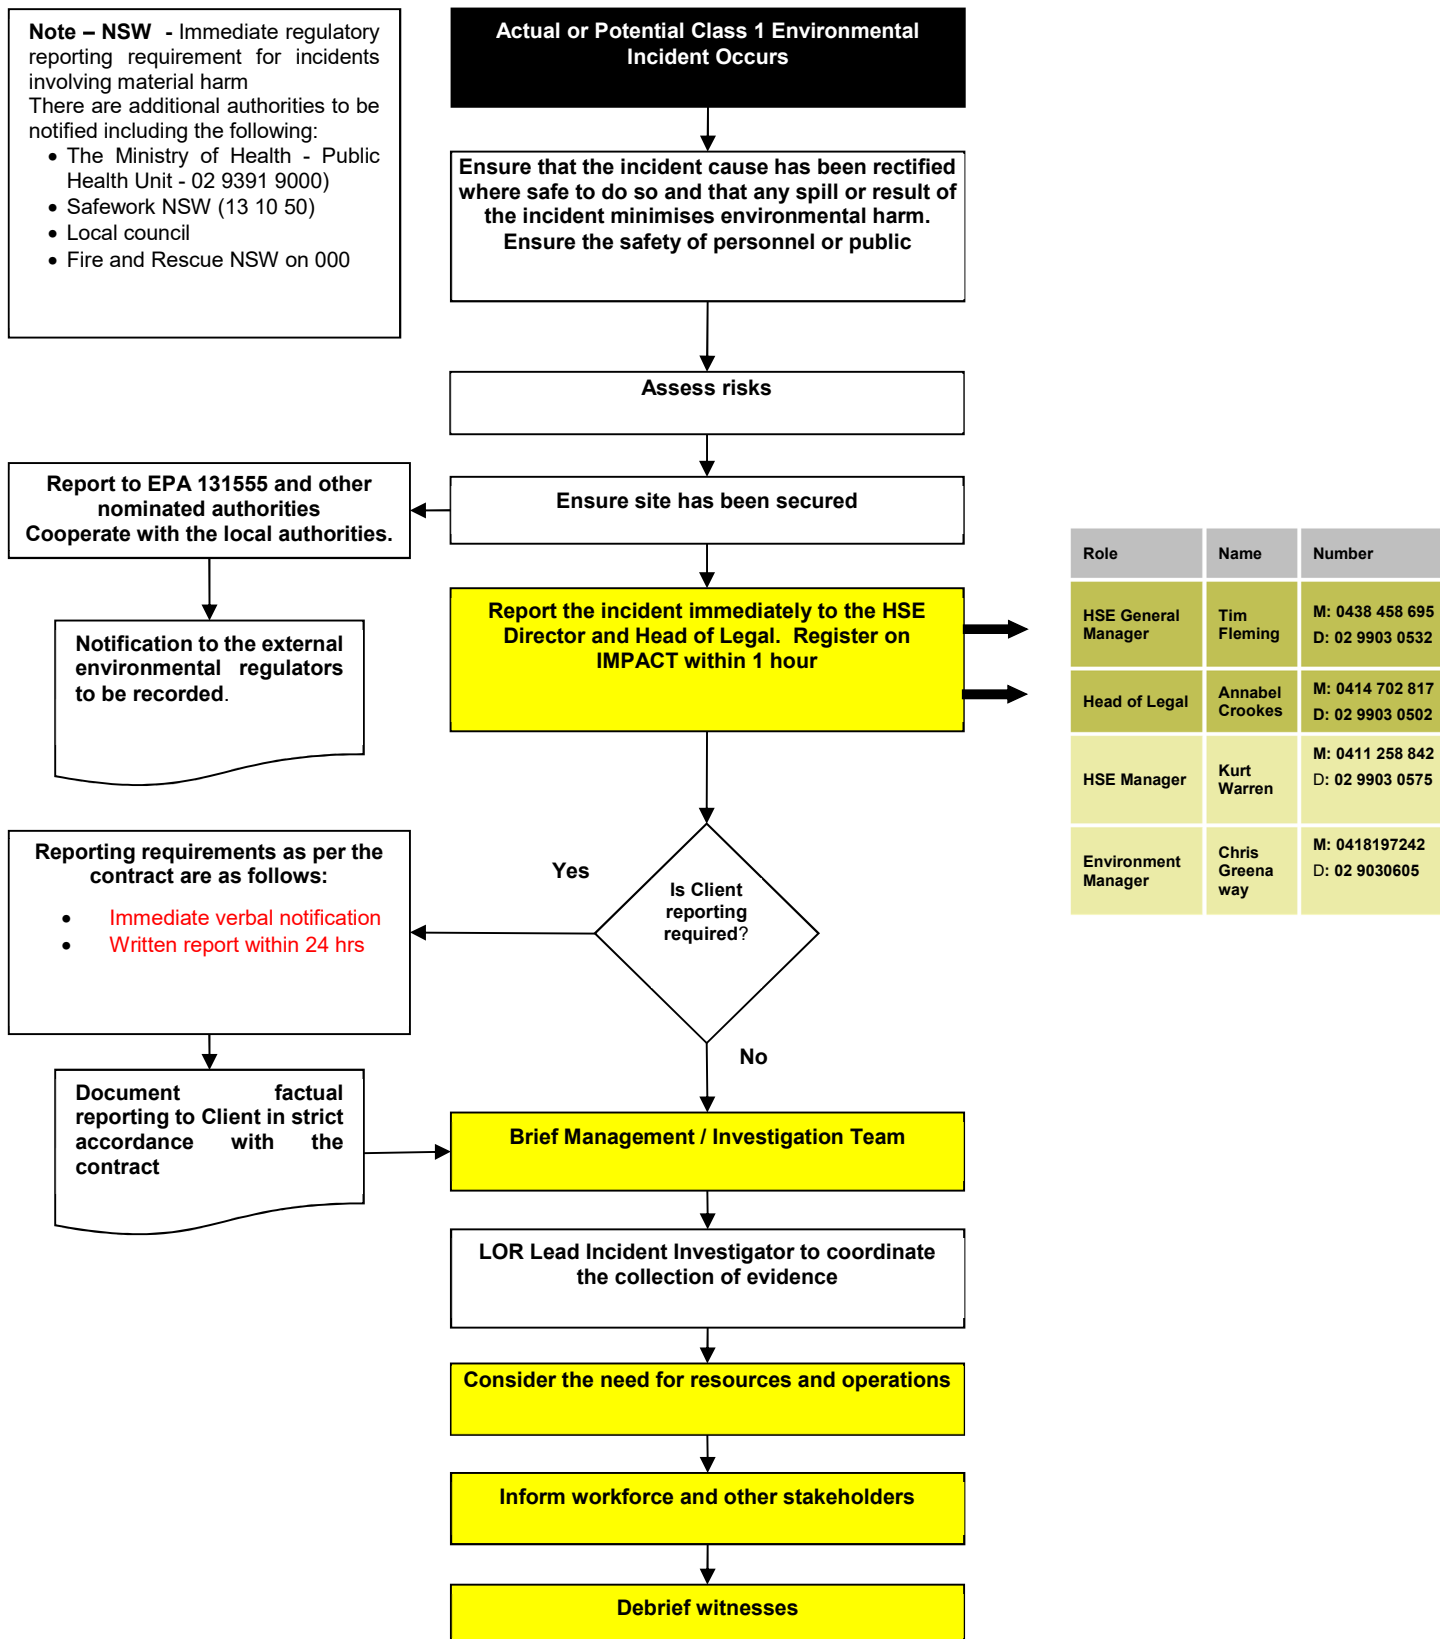 Note – NSW - Immediate regulatory
reporting requirement for incidents
involving material harm
There are additional authorities to be
notified including the following:
• The Ministry of Health - Public
Health Unit - 02 9391 9000)
• Safework NSW (13 10 50)
• Local council
• Fire and Rescue NSW on 000
Actual or Potential Class 1 Environmental
Incident Occurs
Ensure that the incident cause has been rectified
where safe to do so and that any spill or result of
the incident minimises environmental harm.
Ensure the safety of personnel or public
Assess risks
Ensure site has been secured
Report to EPA 131555 and other
nominated authorities
Cooperate with the local authorities.
Notification to the external
environmental regulators
to be recorded.
Report the incident immediately to the HSE
Director and Head of Legal. Register on
IMPACT within 1 hour
Role Name Number
HSE General
Manager
Tim
Fleming
M: 0438 458 695
D: 02 9903 0532
Head of Legal
Annabel
Crookes
M: 0414 702 817
D: 02 9903 0502
HSE Manager
Kurt
Warren
M: 0411 258 842
D: 02 9903 0575
Environment
Manager
Chris
Greena
way
M: 0418197242
D: 02 9030605
Is Client
reporting
required?
Yes
No
Reporting requirements as per the
contract are as follows:
• Immediate verbal notification
• Written report within 24 hrs
Document factual
reporting to Client in strict
accordance with the
contract
Brief Management / Investigation Team
LOR Lead Incident Investigator to coordinate
the collection of evidence
Consider the need for resources and operations
Inform workforce and other stakeholders
Debrief witnesses